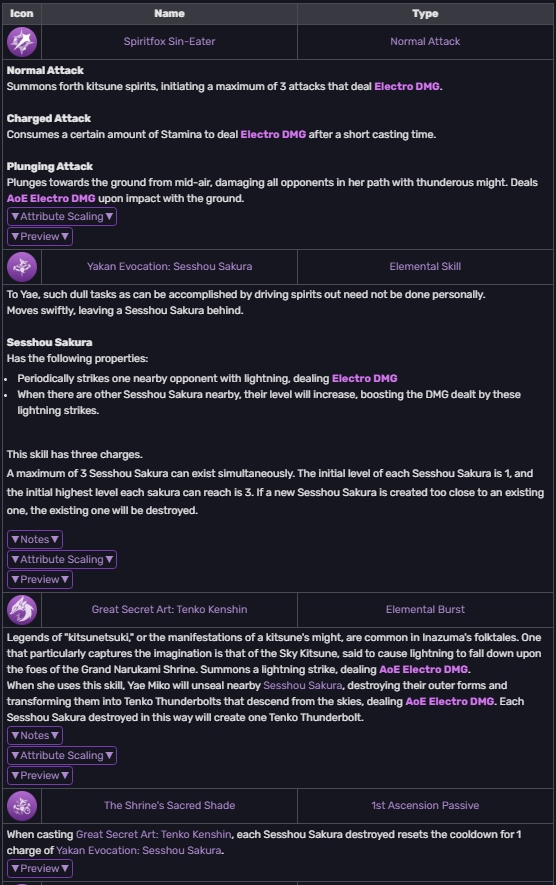 Icon Name Type
Spiritfox Sin-Eater Normal Attack
Normal Attack
Summons forth kitsune spirits, initiating a maximum of 3 attacks that deal Electro DMG.
Charged Attack
Consumes a certain amount of Stamina to deal Electro DMG after a short casting time.
Plunging Attack
Plunges towards the ground from mid-air, damaging all opponents in her path with thunderous might. Deals
AoE Electro DMG upon impact with the ground.
▼Attribute Scaling▼
▼Preview▼
Yakan Evocation: Sesshou Sakura Elemental Skill
To Yae, such dull tasks as can be accomplished by driving spirits out need not be done personally.
Moves swiftly, leaving a Sesshou Sakura behind.
Sesshou Sakura
Has the following properties:
• Periodically strikes one nearby opponent with lightning, dealing Electro DMG
• When there are other Sesshou Sakura nearby, their level will increase, boosting the DMG dealt by these
lightning strikes.
This skill has three charges.
A maximum of 3 Sesshou Sakura can exist simultaneously. The initial level of each Sesshou Sakura is 1, and
the initial highest level each sakura can reach is 3. If a new Sesshou Sakura is created too close to an existing
one, the existing one will be destroyed.
▼Notes▼
▼Attribute Scaling▼
▼Preview▼
Great Secret Art: Tenko Kenshin Elemental Burst
Legends of "kitsunetsuki," or the manifestations of a kitsune's might, are common in Inazuma's folktales. One
that particularly captures the imagination is that of the Sky Kitsune, said to cause lightning to fall down upon
the foes of the Grand Narukami Shrine. Summons a lightning strike, dealing AoE Electro DMG.
When she uses this skill, Yae Miko will unseal nearby Sesshou Sakura, destroying their outer forms and
transforming them into Tenko Thunderbolts that descend from the skies, dealing AoE Electro DMG. Each
Sesshou Sakura destroyed in this way will create one Tenko Thunderbolt.
▼Notes▼
▼Attribute Scaling▼
▼Preview▼
The Shrine's Sacred Shade 1st Ascension Passive
When casting Great Secret Art: Tenko Kenshin, each Sesshou Sakura destroyed resets the cooldown for 1
charge of Yakan Evocation: Sesshou Sakura.
▼Preview▼